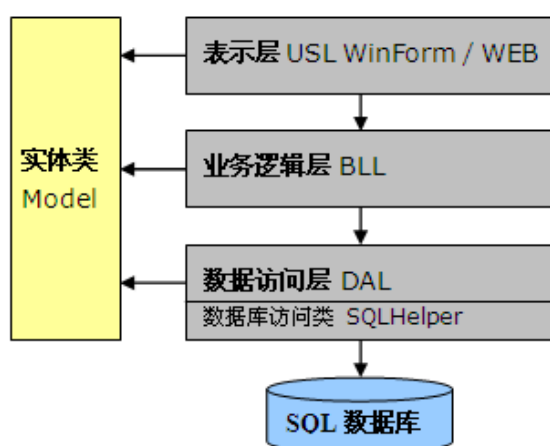 表示层 USL WinForm / WEB
实体类
Model
业务逻辑层 BLL
数据访问层 DAL
数据库访问类 SQLHelper
SQL 数据库